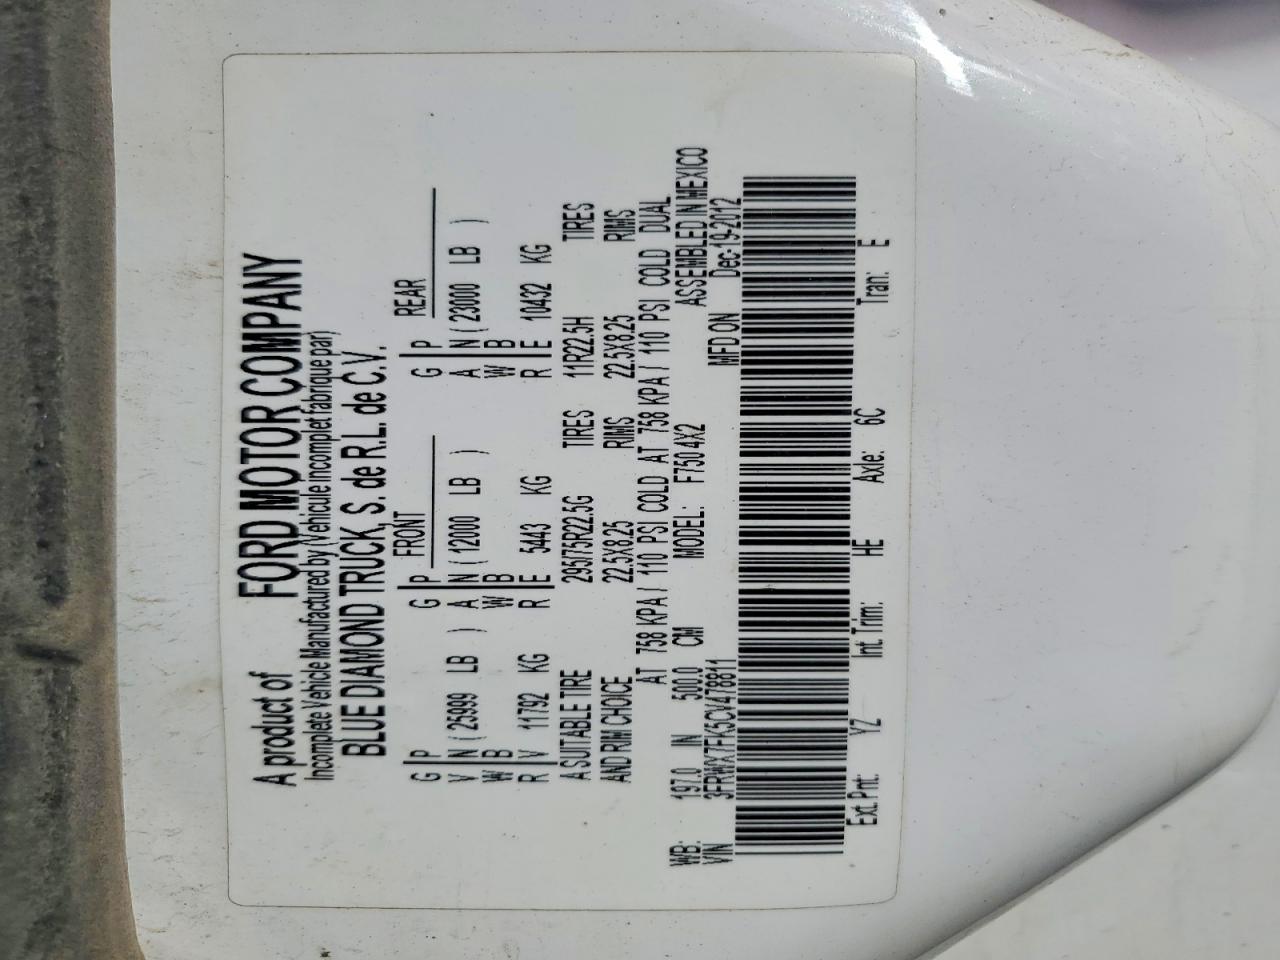 A product of FORD MOTOR COMPANY
Incomplete Vehicle Manufactured by (Vehicule Incomplet fabrique par)
BLUE DIAMOND TRUCK, S. de R.L. de C.V.
FRONT REAR
G P G P G P
V N ( 25999 LB ) A N ( 12000 LB ) A N ( 23000 LB )
W B W B W B
R V 11792 KG R E 5443 KG R E 10432 KG
A SUITABLE TIRE 295/75R22.5G TIRES 11R22.5H TIRES
AND RIM CHOICE 22.5X8.25 RIMS 22.5X8.25 RIMS
AT 758 KPA / 110 PSI COLD AT 758 KPA / 110 PSI COLD DUAL
WB: 197.0 IN 500.0 CM MODEL: F750 4X2 ASSEMBLED IN MEXICO
VIN 3FRWX7FK5CV478811 MFD ON Dec-19-2012
Ext. Pnt: YZ Int. Trim: HE Axle: 6C Tran: E